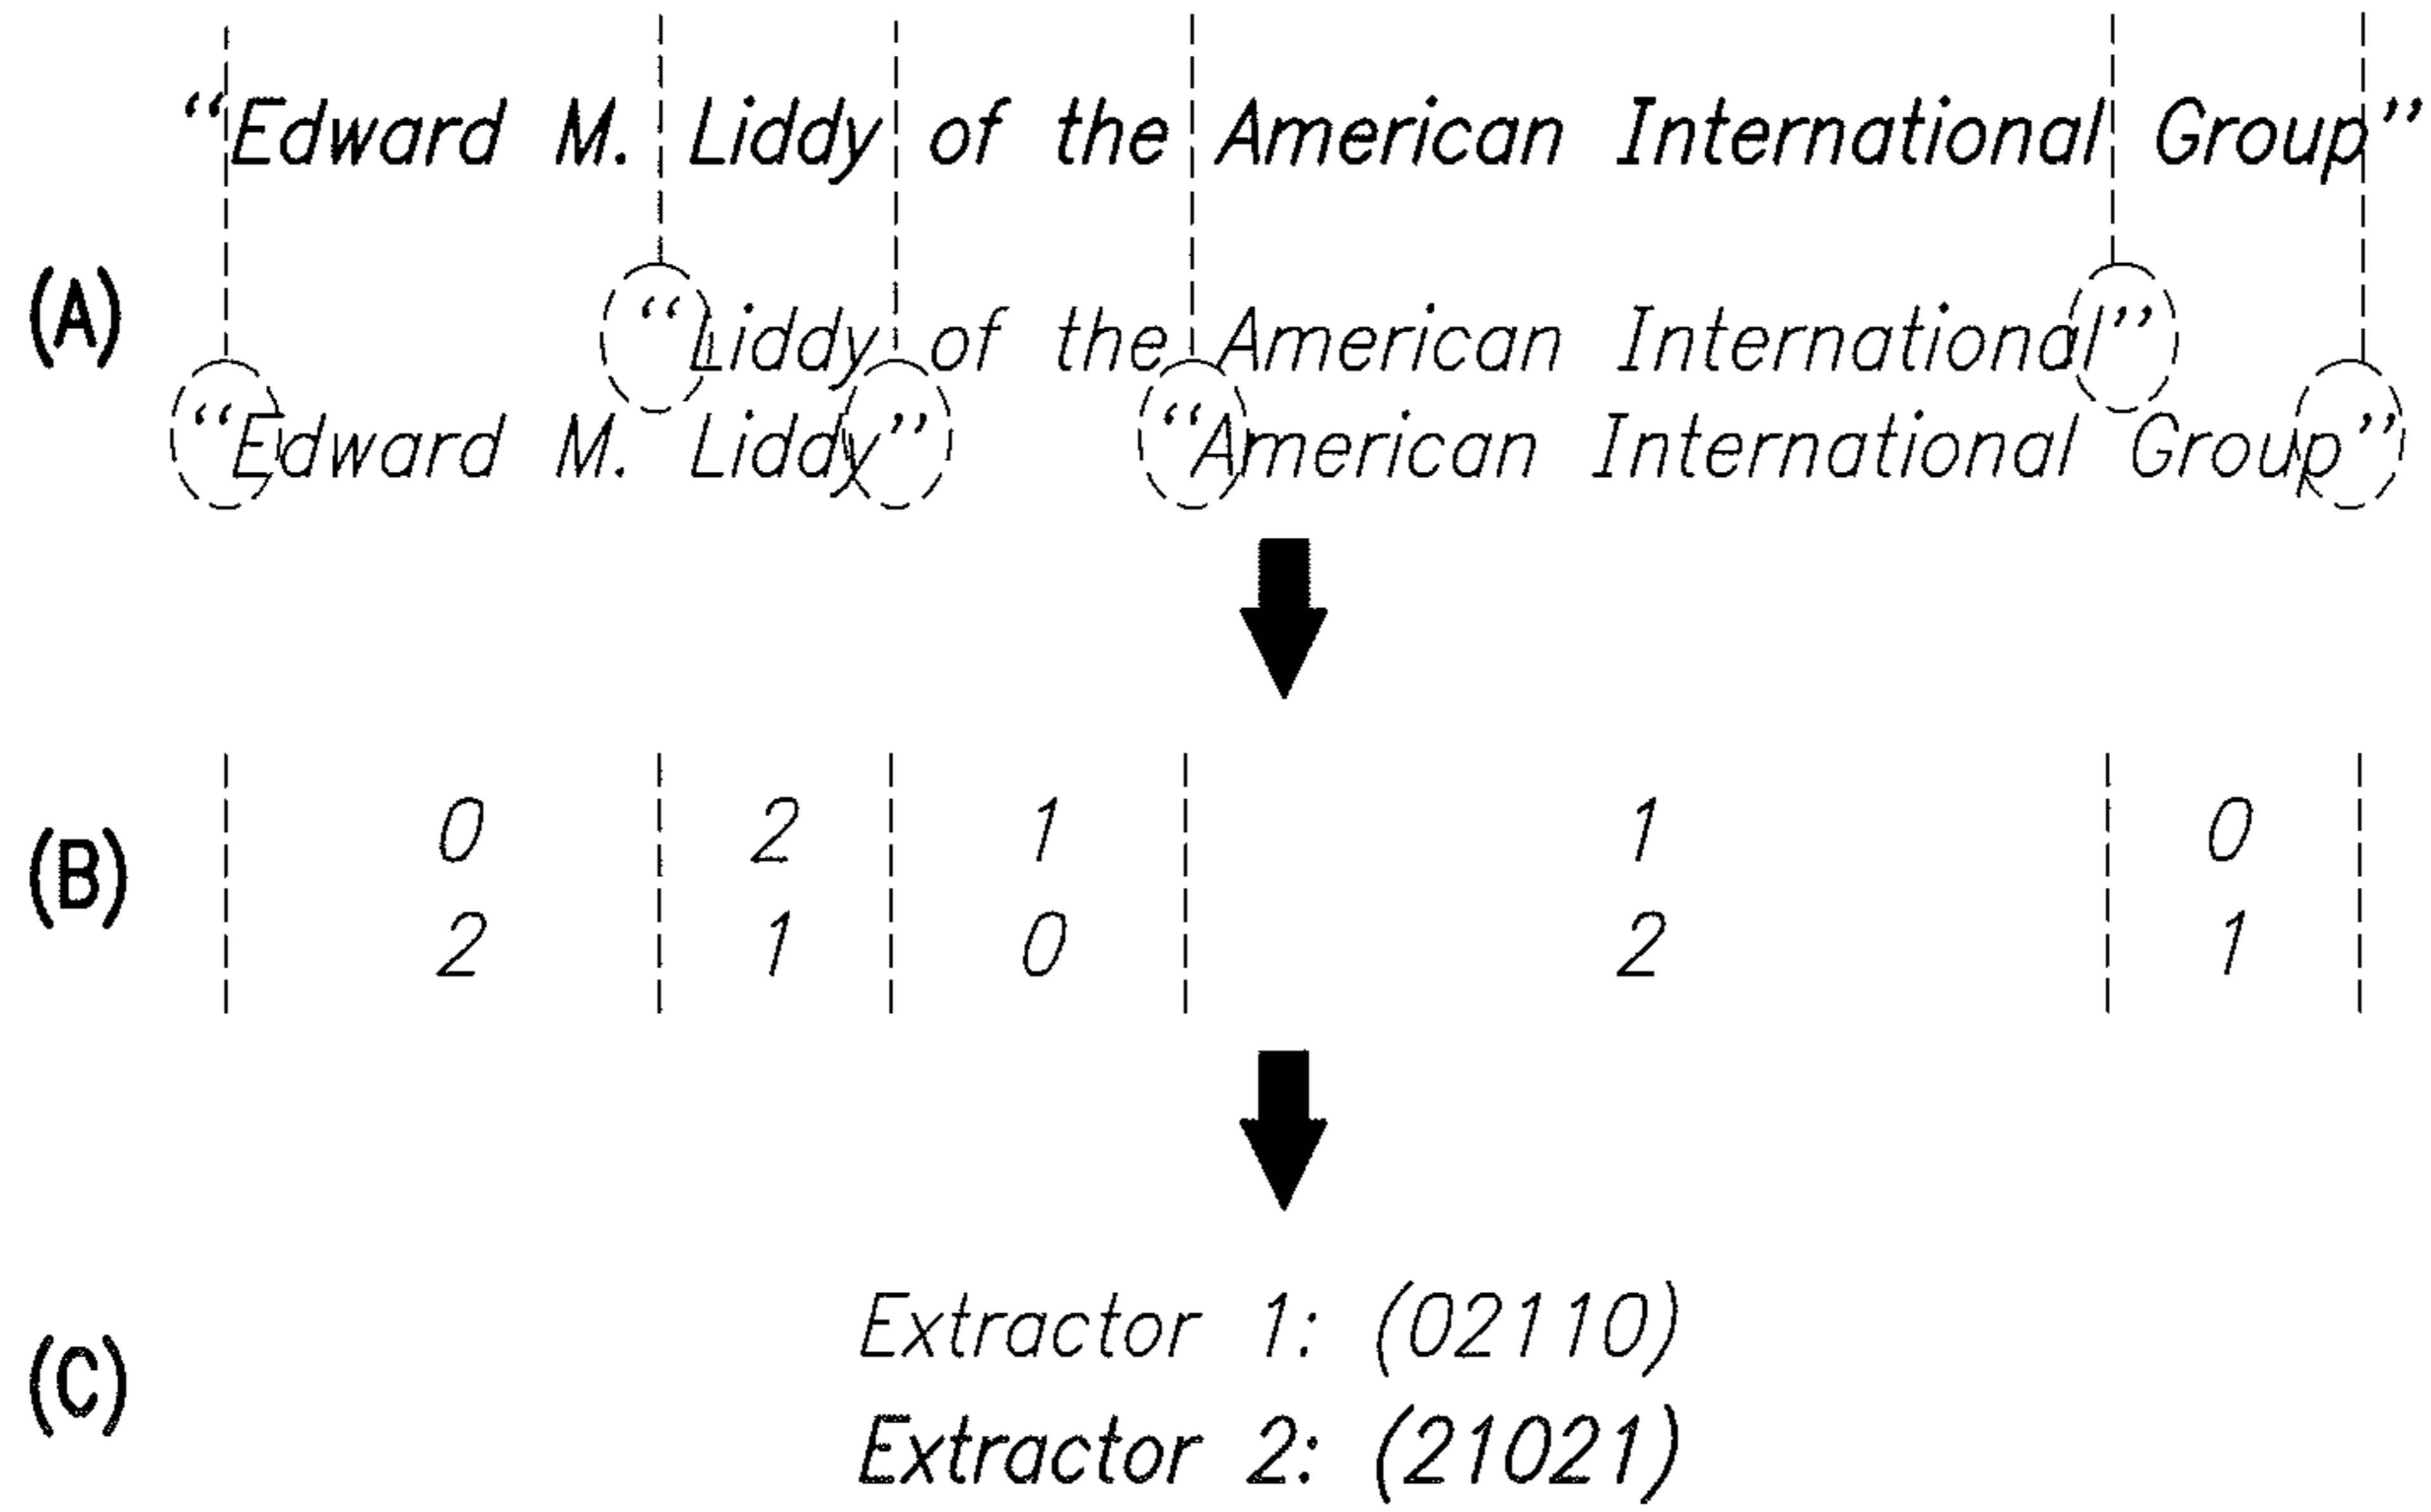 “Edward M. Liddy of the American International Group”
(A)
“Liddy of the American International”
“Edward M. Liddy” “American International Group”
(B)
0 2 1 1 0
2 1 0 2 1
(C)
Extractor 1: (02110)
Extractor 2: (21021)